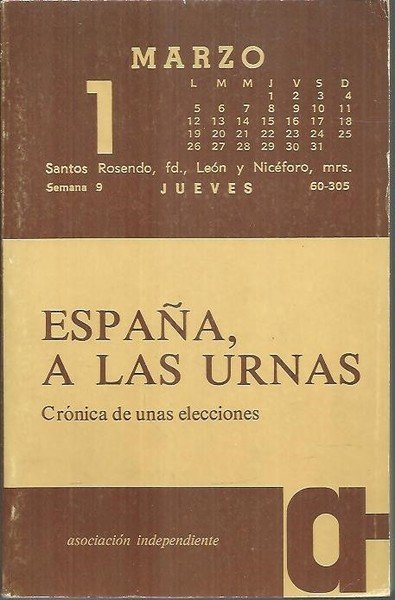 MARZO
1
L M M J V S D
1 2 3 4
5 6 7 8 9 10 11
12 13 14 15 16 17 18
19 20 21 22 23 24 25
26 27 28 29 30 31
Santos Rosendo, fd., León y Nicéforo, mrs.
Semana 9 JUEVES 60-305
ESPAÑA,
A LAS URNAS
Crónica de unas elecciones
asociación independiente